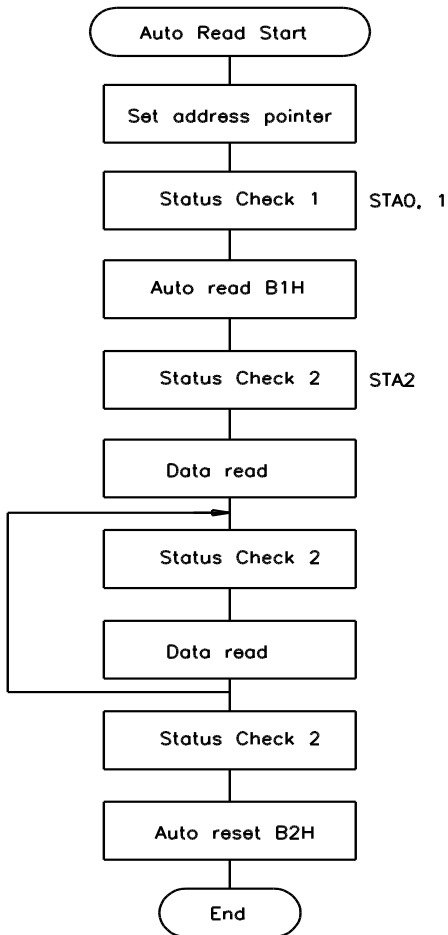 Auto Read Start
Set address pointer
Status Check 1 STA0, 1
Auto read B1H
Status Check 2 STA2
Data read
Status Check 2
Data read
Status Check 2
Auto reset B2H
End